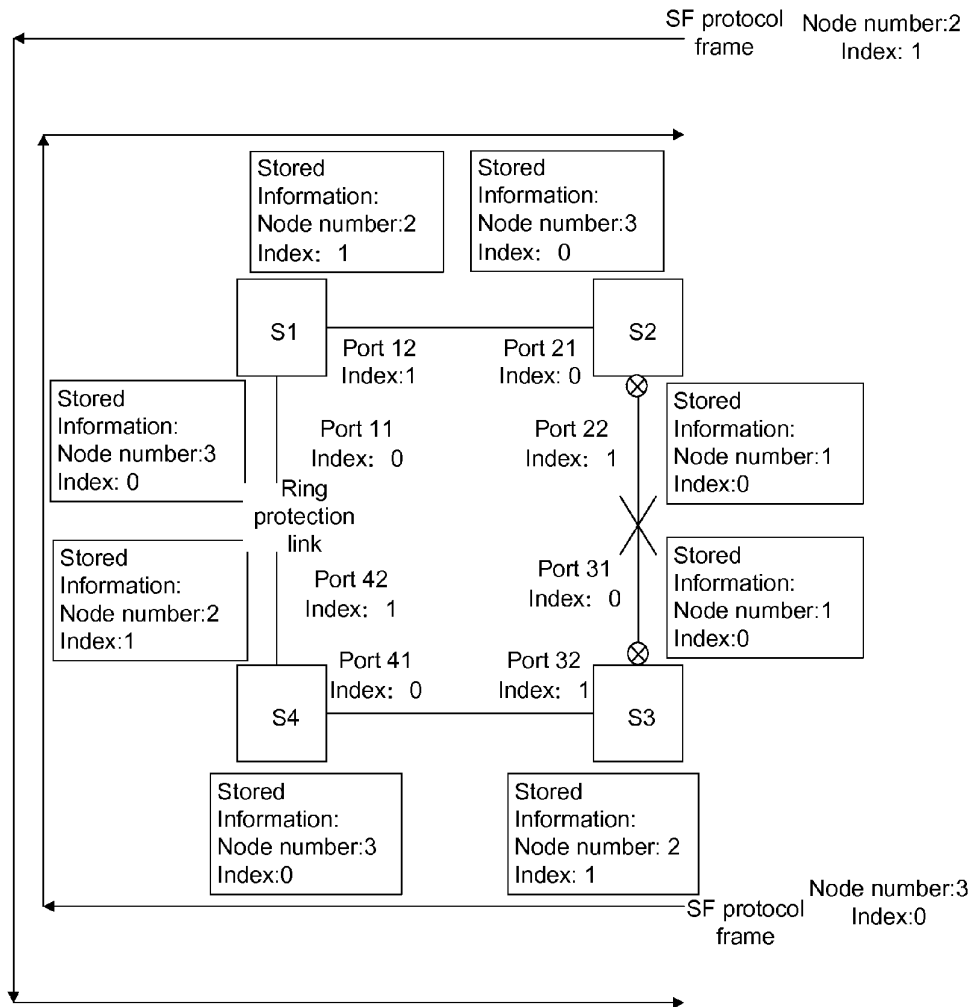 SF protocol
frame
Node number:2
Index: 1
Stored
Information:
Node number:2
Index: 1
Stored
Information:
Node number:3
Index: 0
S1
S2
Port 12
Index:1
Port 21
Index: 0
Stored
Information:
Node number:3
Index: 0
Port 11
Index: 0
Port 22
Index: 1
Stored
Information:
Node number:1
Index:0
Ring
protection
link
Stored
Information:
Node number:2
Index:1
Port 42
Index: 1
Port 31
Index: 0
Stored
Information:
Node number:1
Index:0
Port 41
Index: 0
Port 32
Index: 1
S4
S3
Stored
Information:
Node number:3
Index:0
Stored
Information:
Node number: 2
Index: 1
SF protocol
frame
Node number:3
Index:0